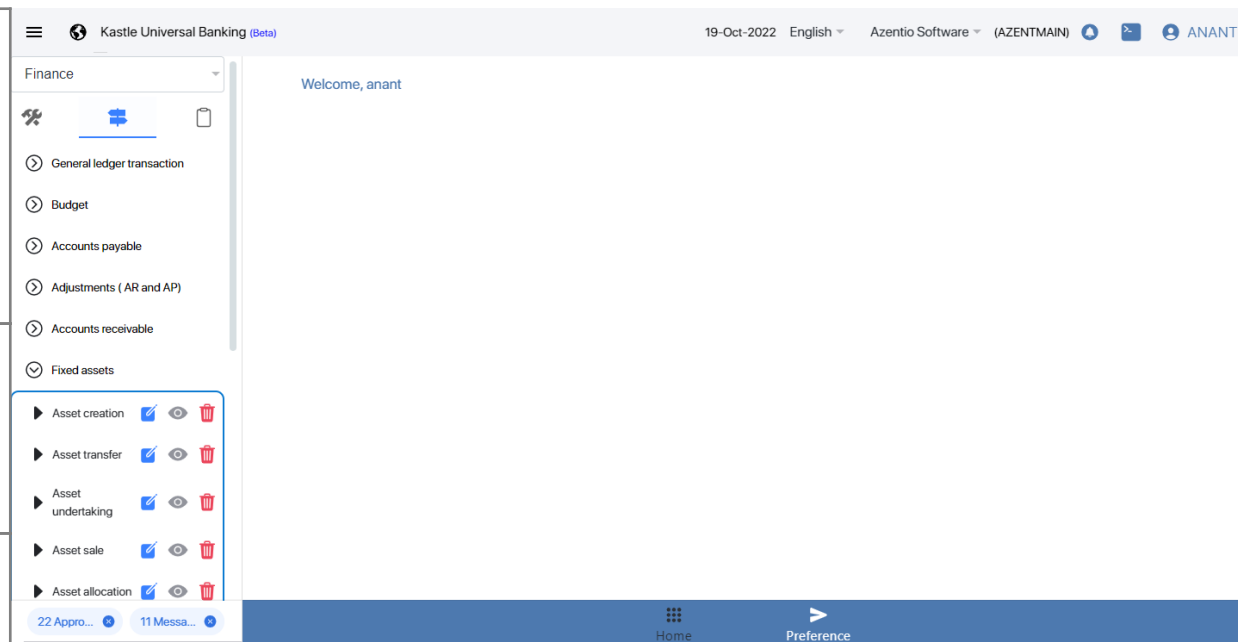 Kastle Universal Banking (Beta)
19-Oct-2022 English Azentio Software (AZENTMAIN) ANANT
Finance
Welcome, anant
General ledger transaction
Budget
Accounts payable
Adjustments ( AR and AP)
Accounts receivable
Fixed assets
Asset creation
Asset transfer
Asset
undertaking
Asset sale
Asset allocation
22 Appro... 11 Messa...
Home Preference